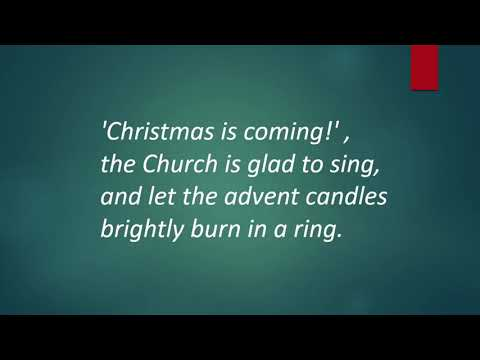 'Christmas is coming!' ,
the Church is glad to sing,
and let the advent candles
brightly burn in a ring.